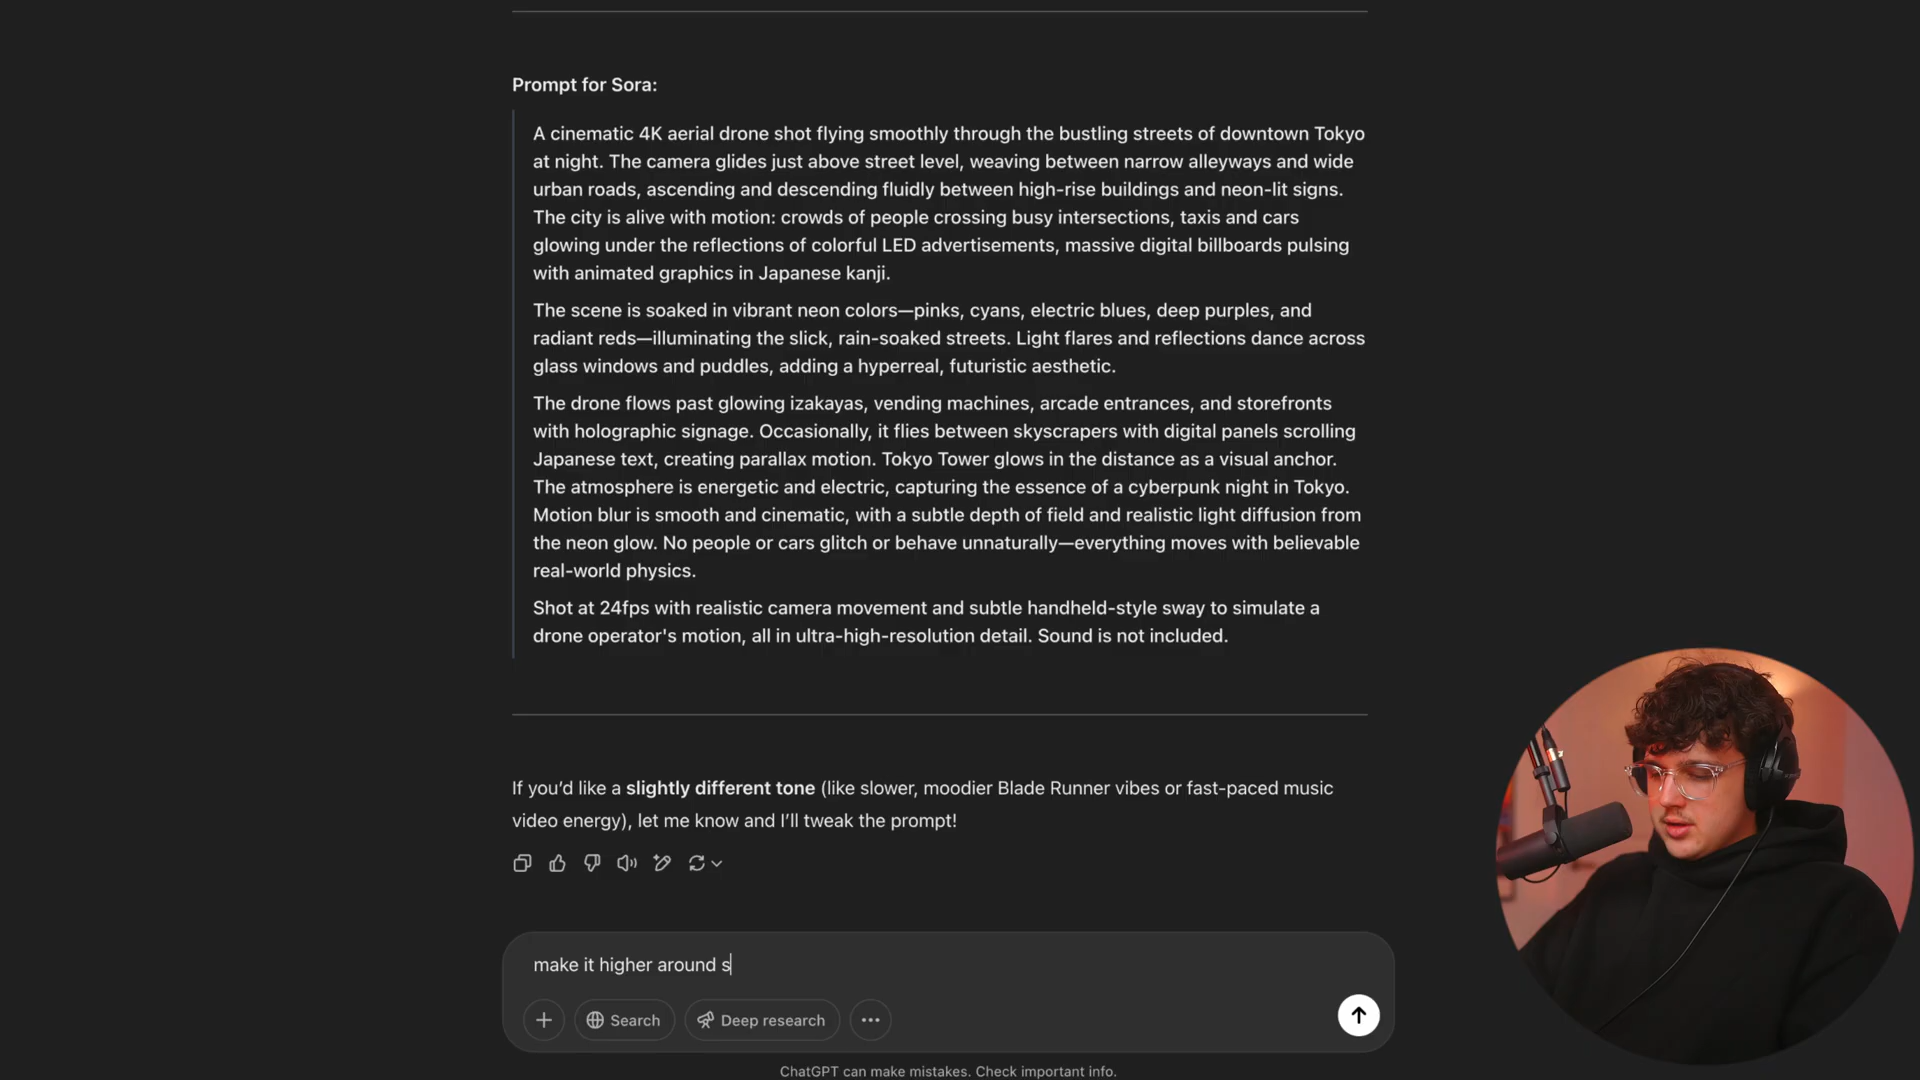 Prompt for Sora:
A cinematic 4K aerial drone shot flying smoothly through the bustling streets of downtown Tokyo
at night. The camera glides just above street level, weaving between narrow alleyways and wide
urban roads, ascending and descending fluidly between high-rise buildings and neon-lit signs.
The city is alive with motion: crowds of people crossing busy intersections, taxis and cars
glowing under the reflections of colorful LED advertisements, massive digital billboards pulsing
with animated graphics in Japanese kanji.
The scene is soaked in vibrant neon colors—pinks, cyans, electric blues, deep purples, and
radiant reds—illuminating the slick, rain-soaked streets. Light flares and reflections dance across
glass windows and puddles, adding a hyperreal, futuristic aesthetic.
The drone flows past glowing izakayas, vending machines, arcade entrances, and storefronts
with holographic signage. Occasionally, it flies between skyscrapers with digital panels scrolling
Japanese text, creating parallax motion. Tokyo Tower glows in the distance as a visual anchor.
The atmosphere is energetic and electric, capturing the essence of a cyberpunk night in Tokyo.
Motion blur is smooth and cinematic, with a subtle depth of field and realistic light diffusion from
the neon glow. No people or cars glitch or behave unnaturally—everything moves with believable
real-world physics.
Shot at 24fps with realistic camera movement and subtle handheld-style sway to simulate a
drone operator's motion, all in ultra-high-resolution detail. Sound is not included.
If you’d like a slightly different tone (like slower, moodier Blade Runner vibes or fast-paced music
video energy), let me know and I’ll tweak the prompt!
make it higher around s
Search
Deep research
ChatGPT can make mistakes. Check important info.